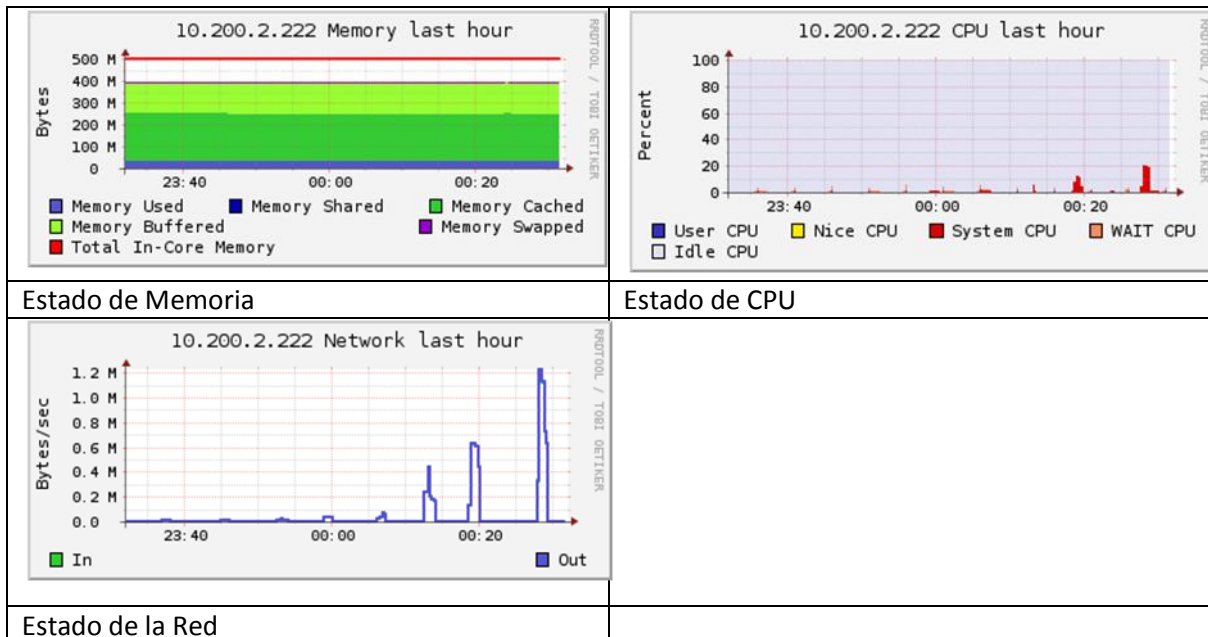 10.200.2.222 Memory last hour
RRDTOOL / TOBI OETIKER
Bytes
500 M
400 M
300 M
200 M
100 M
0
23:40 00:00 00:20
Memory Used Memory Shared Memory Cached
Memory Buffered Memory Swapped
Total In-Core Memory
10.200.2.222 CPU last hour
RRDTOOL / TOBI OETIKER
Percent
100
80
60
40
20
0
23:40 00:00 00:20
User CPU Nice CPU System CPU WAIT CPU
Idle CPU
Estado de Memoria
Estado de CPU
10.200.2.222 Network last hour
RRDTOOL / TOBI OETIKER
Bytes/sec
1.2 M
1.0 M
0.8 M
0.6 M
0.4 M
0.2 M
0.0
23:40 00:00 00:20
In Out
Estado de la Red